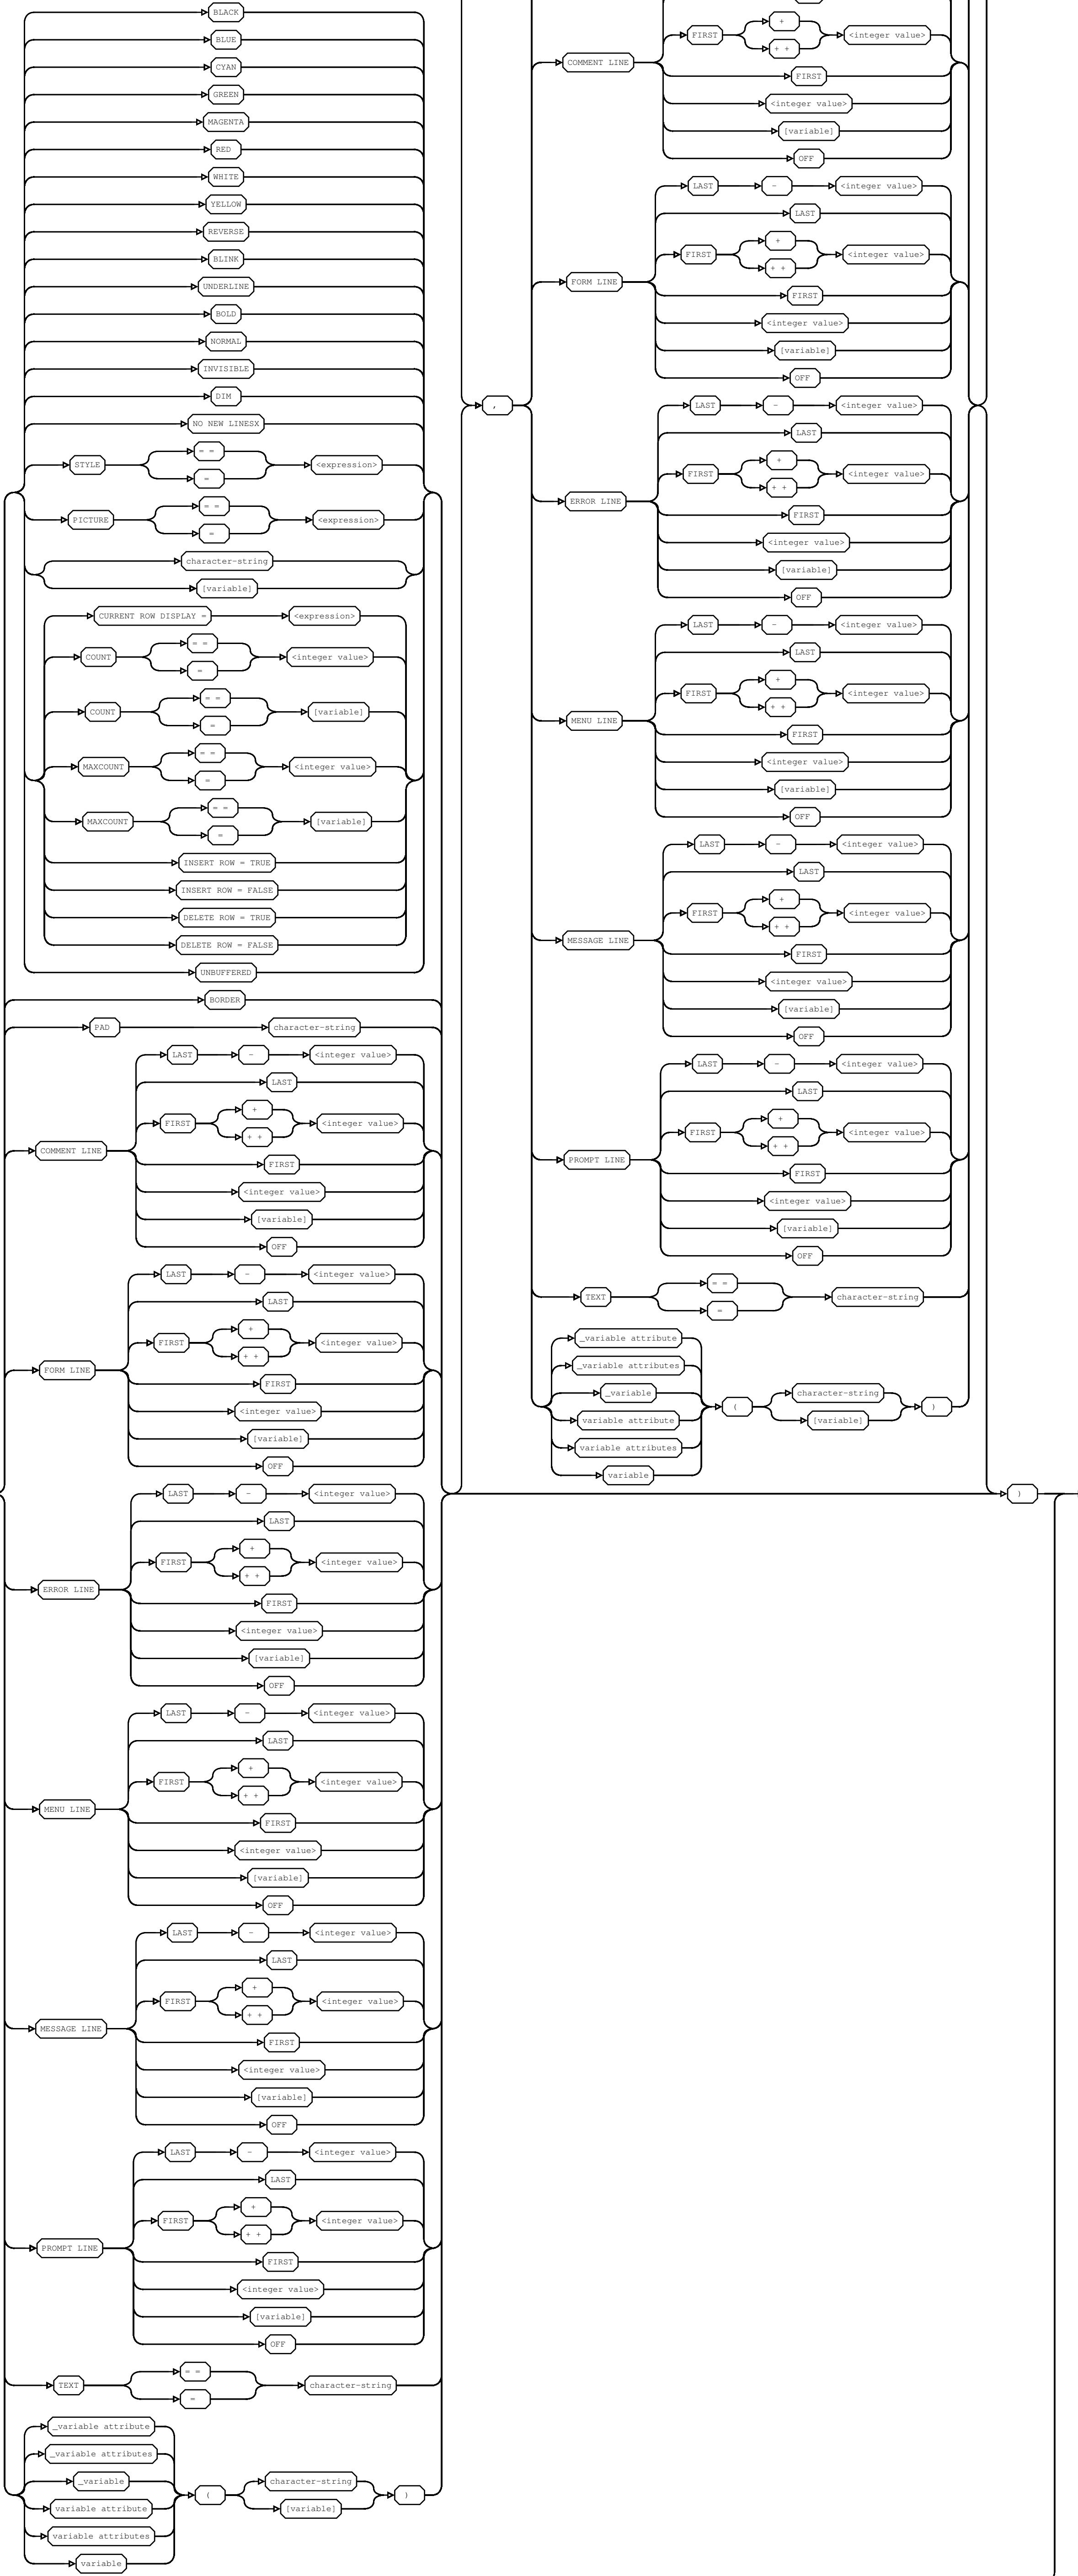 BLACK
BLUE
CYAN
GREEN
MAGENTA
RED
WHITE
YELLOW
REVERSE
BLINK
UNDERLINE
BOLD
NORMAL
INVISIBLE
DIM
NO NEW LINESX
= =
STYLE <expression>
=
= =
PICTURE <expression>
=
character-string
[variable]
CURRENT ROW DISPLAY = <expression>
= =
COUNT <integer value>
=
= =
COUNT [variable]
=
= =
MAXCOUNT <integer value>
=
= =
MAXCOUNT [variable]
=
INSERT ROW = TRUE
INSERT ROW = FALSE
DELETE ROW = TRUE
DELETE ROW = FALSE
UNBUFFERED
BORDER
PAD character-string
LAST - <integer value>
LAST
+
FIRST <integer value>
+ +
COMMENT LINE
FIRST
<integer value>
[variable]
OFF
LAST - <integer value>
LAST
+
FIRST <integer value>
+ +
FORM LINE
FIRST
<integer value>
[variable]
OFF
LAST - <integer value>
LAST
+
FIRST <integer value>
+ +
ERROR LINE
FIRST
<integer value>
[variable]
OFF
LAST - <integer value>
LAST
+
FIRST <integer value>
+ +
MENU LINE
FIRST
<integer value>
[variable]
OFF
LAST - <integer value>
LAST
+
FIRST <integer value>
+ +
MESSAGE LINE
FIRST
<integer value>
[variable]
OFF
LAST - <integer value>
LAST
+
FIRST <integer value>
+ +
PROMPT LINE
FIRST
<integer value>
[variable]
OFF
= =
TEXT character-string
=
_variable attribute
_variable attributes
_variable
variable attribute
variable attributes
variable
(
character-string
[variable]
)
,
+
FIRST <integer value>
+ +
COMMENT LINE
FIRST
<integer value>
[variable]
OFF
LAST - <integer value>
LAST
+
FIRST <integer value>
+ +
FORM LINE
FIRST
<integer value>
[variable]
OFF
LAST - <integer value>
LAST
+
FIRST <integer value>
+ +
ERROR LINE
FIRST
<integer value>
[variable]
OFF
LAST - <integer value>
LAST
+
FIRST <integer value>
+ +
MENU LINE
FIRST
<integer value>
[variable]
OFF
LAST - <integer value>
LAST
+
FIRST <integer value>
+ +
MESSAGE LINE
FIRST
<integer value>
[variable]
OFF
LAST - <integer value>
LAST
+
FIRST <integer value>
+ +
PROMPT LINE
FIRST
<integer value>
[variable]
OFF
= =
TEXT character-string
=
_variable attribute
_variable attributes
_variable
variable attribute
variable attributes
variable
(
character-string
[variable]
)
)